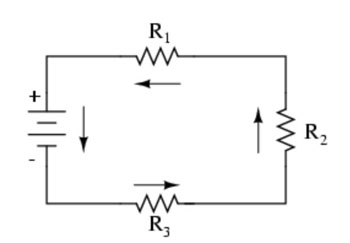 R₁
+
R₂
-
R₃